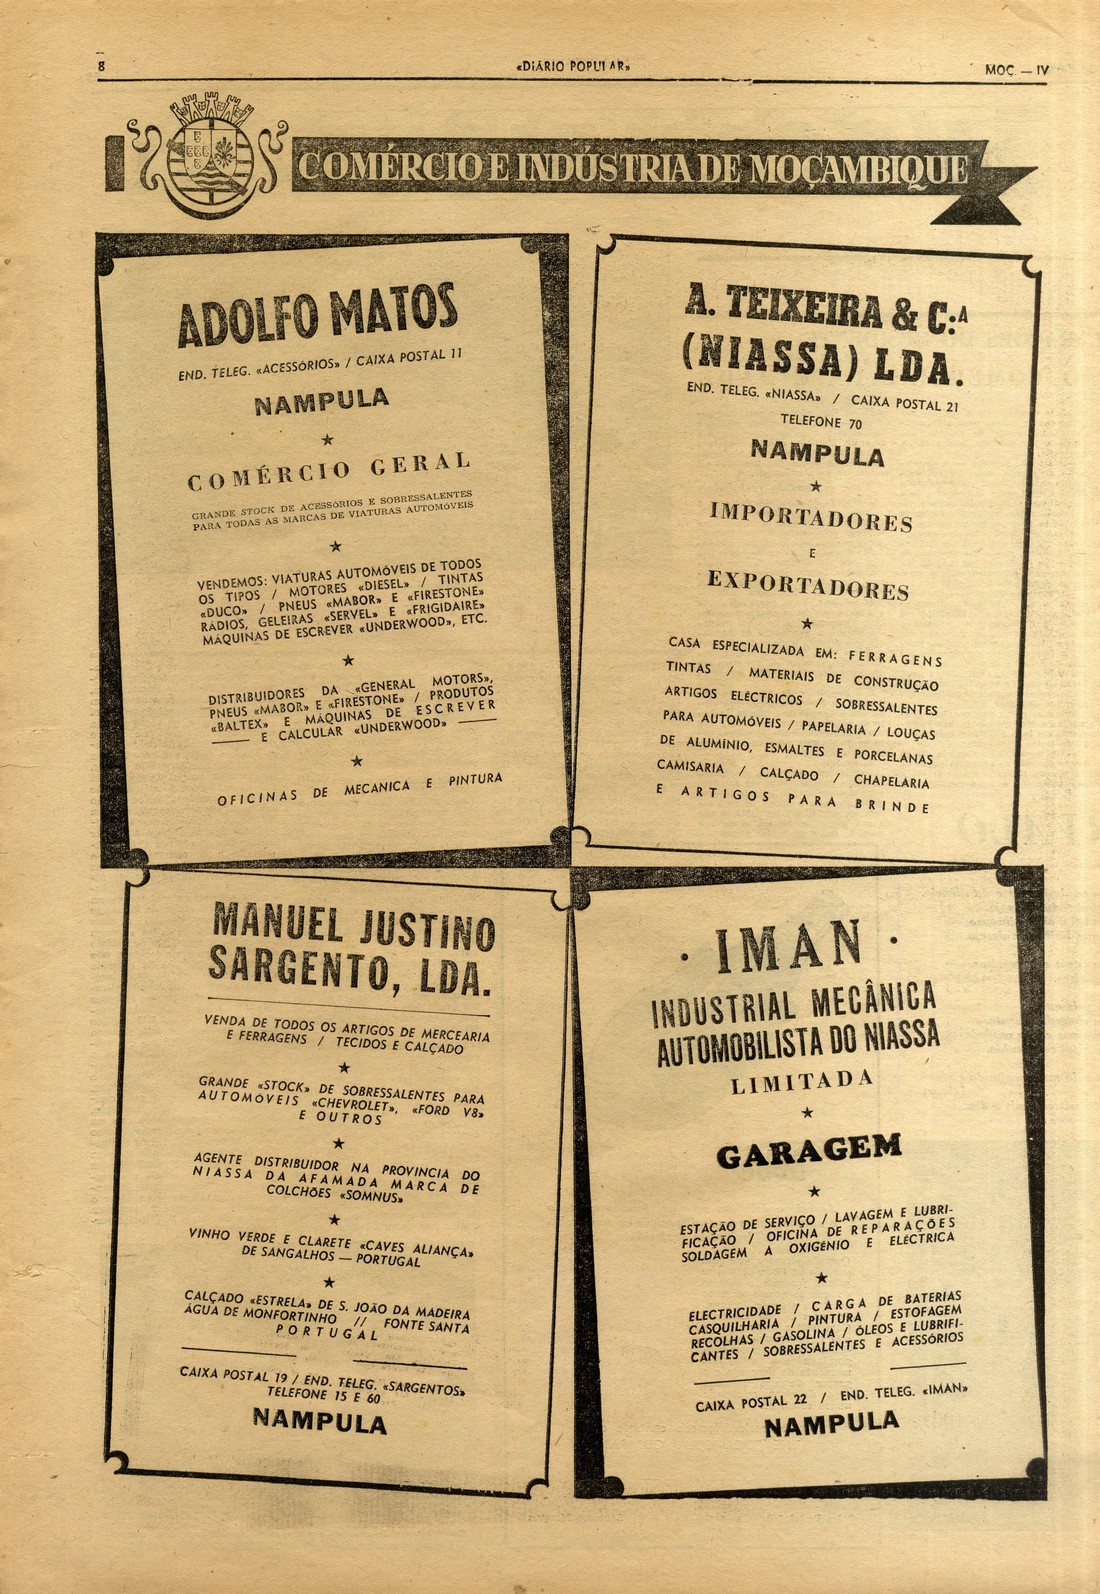 8
«DIÁRIO POPULAR»
MOÇ — IV
COMÉRCIO E INDÚSTRIA DE MOÇAMBIQUE
ADOLFO MATOS
END. TELEG. «ACESSÓRIOS» / CAIXA POSTAL 11
NAMPULA
COMÉRCIO GERAL
GRANDE STOCK DE ACESSÓRIOS E SOBRESSALENTES
PARA TODAS AS MARCAS DE VIATURAS AUTOMÓVEIS
VENDEMOS: VIATURAS AUTOMÓVEIS DE TODOS
OS TIPOS / MOTORES «DIESEL» / TINTAS
«DUCO» / PNEUS «MABOR» E «FIRESTONE»
RÁDIOS, GELEIRAS «SERVEL» E «FRIGIDAIRE»
MÁQUINAS DE ESCREVER «UNDERWOOD», ETC.
DISTRIBUIDORES DA «GENERAL MOTORS»,
PNEUS «MABOR» E «FIRESTONE» / PRODUTOS
«BALTEX» E MÁQUINAS DE ESCREVER
E CALCULAR «UNDERWOOD»
OFICINAS DE MECANICA E PINTURA
A. TEIXEIRA & C.ª
(NIASSA) LDA.
END. TELEG. «NIASSA» / CAIXA POSTAL 21
TELEFONE 70
NAMPULA
IMPORTADORES
E
EXPORTADORES
CASA ESPECIALIZADA EM: FERRAGENS
TINTAS / MATERIAIS DE CONSTRUÇÃO
ARTIGOS ELÉCTRICOS / SOBRESSALENTES
PARA AUTOMÓVEIS / PAPELARIA / LOUÇAS
DE ALUMÍNIO, ESMALTES E PORCELANAS
CAMISARIA / CALÇADO / CHAPELARIA
E ARTIGOS PARA BRINDE
MANUEL JUSTINO
SARGENTO, LDA.
VENDA DE TODOS OS ARTIGOS DE MERCEARIA
E FERRAGENS / TECIDOS E CALÇADO
GRANDE «STOCK» DE SOBRESSALENTES PARA
AUTOMÓVEIS «CHEVROLET», «FORD V8»
E OUTROS
AGENTE DISTRIBUIDOR NA PROVINCIA DO
NIASSA DA AFAMADA MARCA DE
COLCHÕES «SOMNUS»
VINHO VERDE E CLARETE «CAVES ALIANÇA»
DE SANGALHOS — PORTUGAL
CALÇADO «ESTRELA» DE S. JOÃO DA MADEIRA
ÁGUA DE MONFORTINHO // FONTE SANTA
PORTUGAL
CAIXA POSTAL 19 / END. TELEG. «SARGENTOS»
TELEFONE 15 E 60
NAMPULA
· IMAN ·
INDUSTRIAL MECÂNICA
AUTOMOBILISTA DO NIASSA
LIMITADA
GARAGEM
ESTAÇÃO DE SERVIÇO / LAVAGEM E LUBRI-
FICAÇÃO / OFICINA DE REPARAÇÕES
SOLDAGEM A OXIGÉNIO E ELÉCTRICA
ELECTRICIDADE / CARGA DE BATERIAS
CASQUILHARIA / PINTURA / ESTOFAGEM
RECOLHAS / GASOLINA / ÓLEOS E LUBRIFI-
CANTES / SOBRESSALENTES E ACESSÓRIOS
CAIXA POSTAL 22 / END. TELEG. «IMAN»
NAMPULA